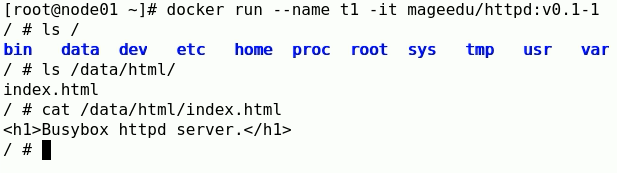 [root@node01 ~]# docker run --name t1 -it mageedu/httpd:v0.1-1
/ # ls /
bin   data  dev   etc   home  proc  root  sys   tmp   usr   var
/ # ls /data/html/
index.html
/ # cat /data/html/index.html
<h1>Busybox httpd server.</h1>
/ #